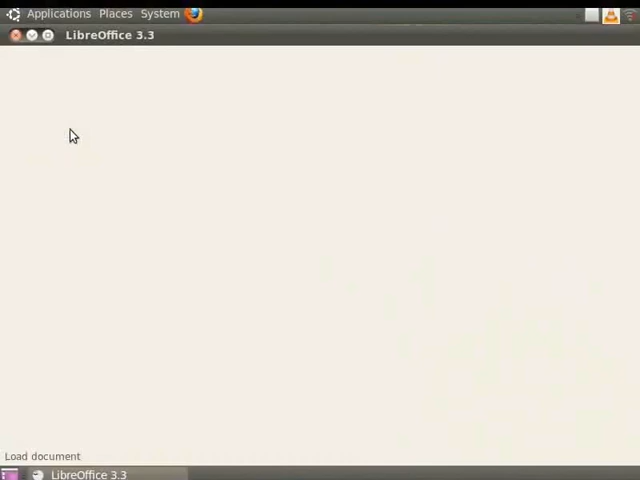 Applications Places System
LibreOffice 3.3
Load document
LibreOffice 3.3